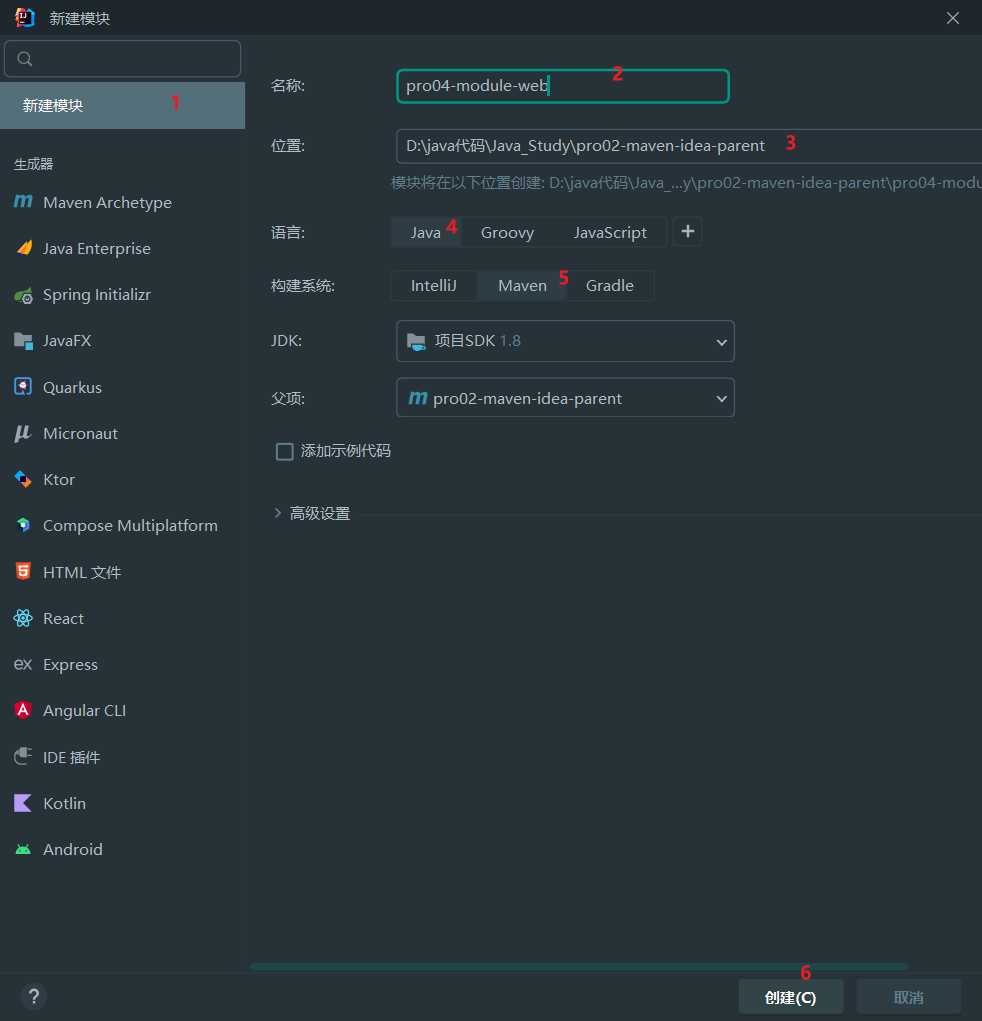 新建模块
新建模块 1
生成器
Maven Archetype
Java Enterprise
Spring Initializr
JavaFX
Quarkus
Micronaut
Ktor
Compose Multiplatform
HTML 文件
React
Express
Angular CLI
IDE 插件
Kotlin
Android
名称: pro04-module-web 2
位置: D:\java代码\Java_Study\pro02-maven-idea-parent 3
模块将在以下位置创建: D:\java代码\Java_...y\pro02-maven-idea-parent\pro04-modu
语言: Java 4 Groovy JavaScript +
构建系统: IntelliJ Maven 5 Gradle
JDK: 项目SDK 1.8
父项: m pro02-maven-idea-parent
添加示例代码
高级设置
6
? 创建(C) 取消